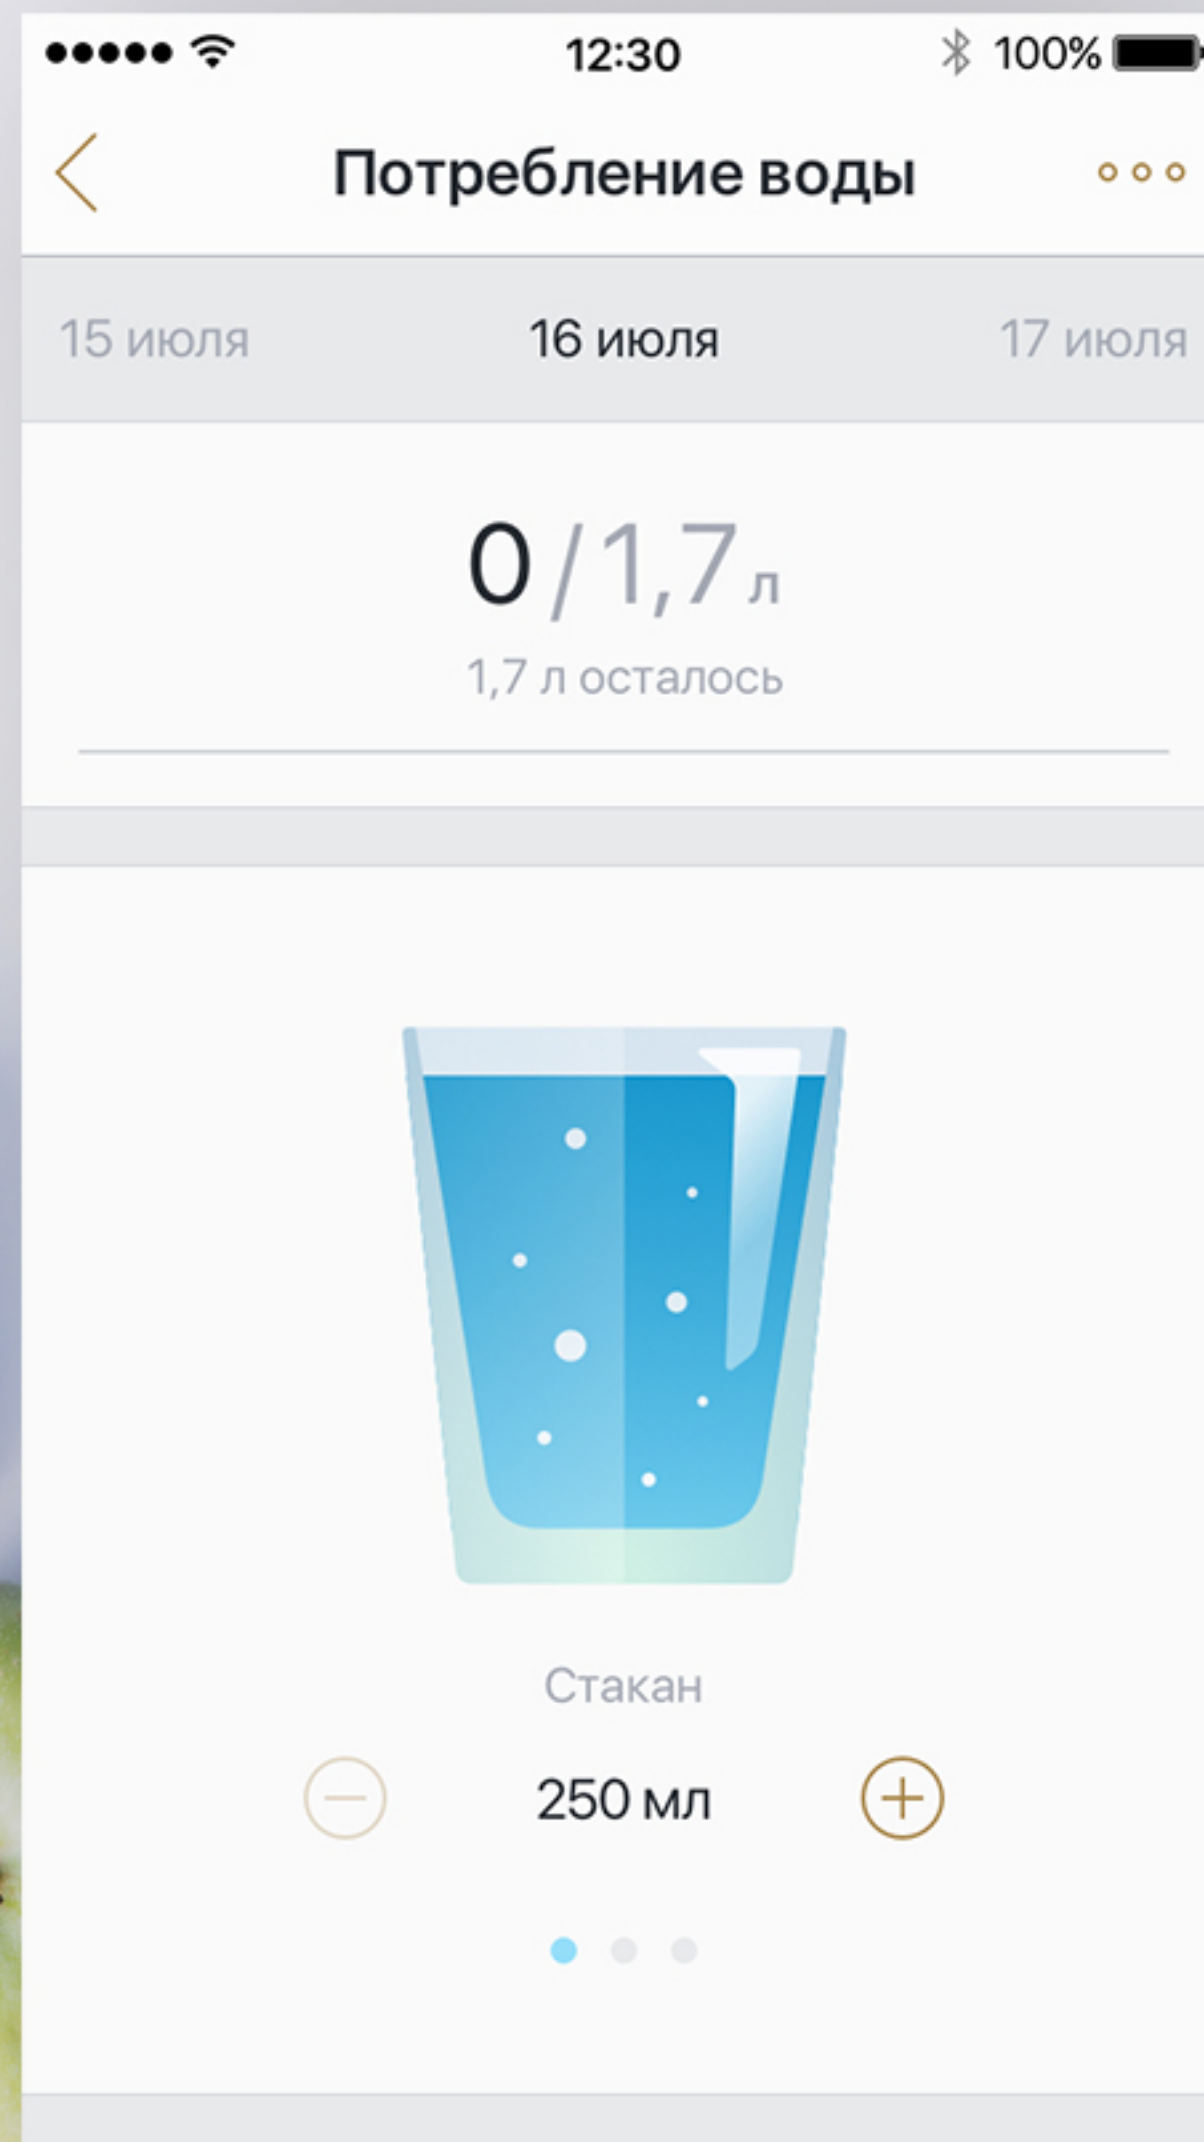 12:30 100%
Потребление воды
15 июля 16 июля 17 июля
0/1,7 л
1,7 л осталось
Стакан
250 мл